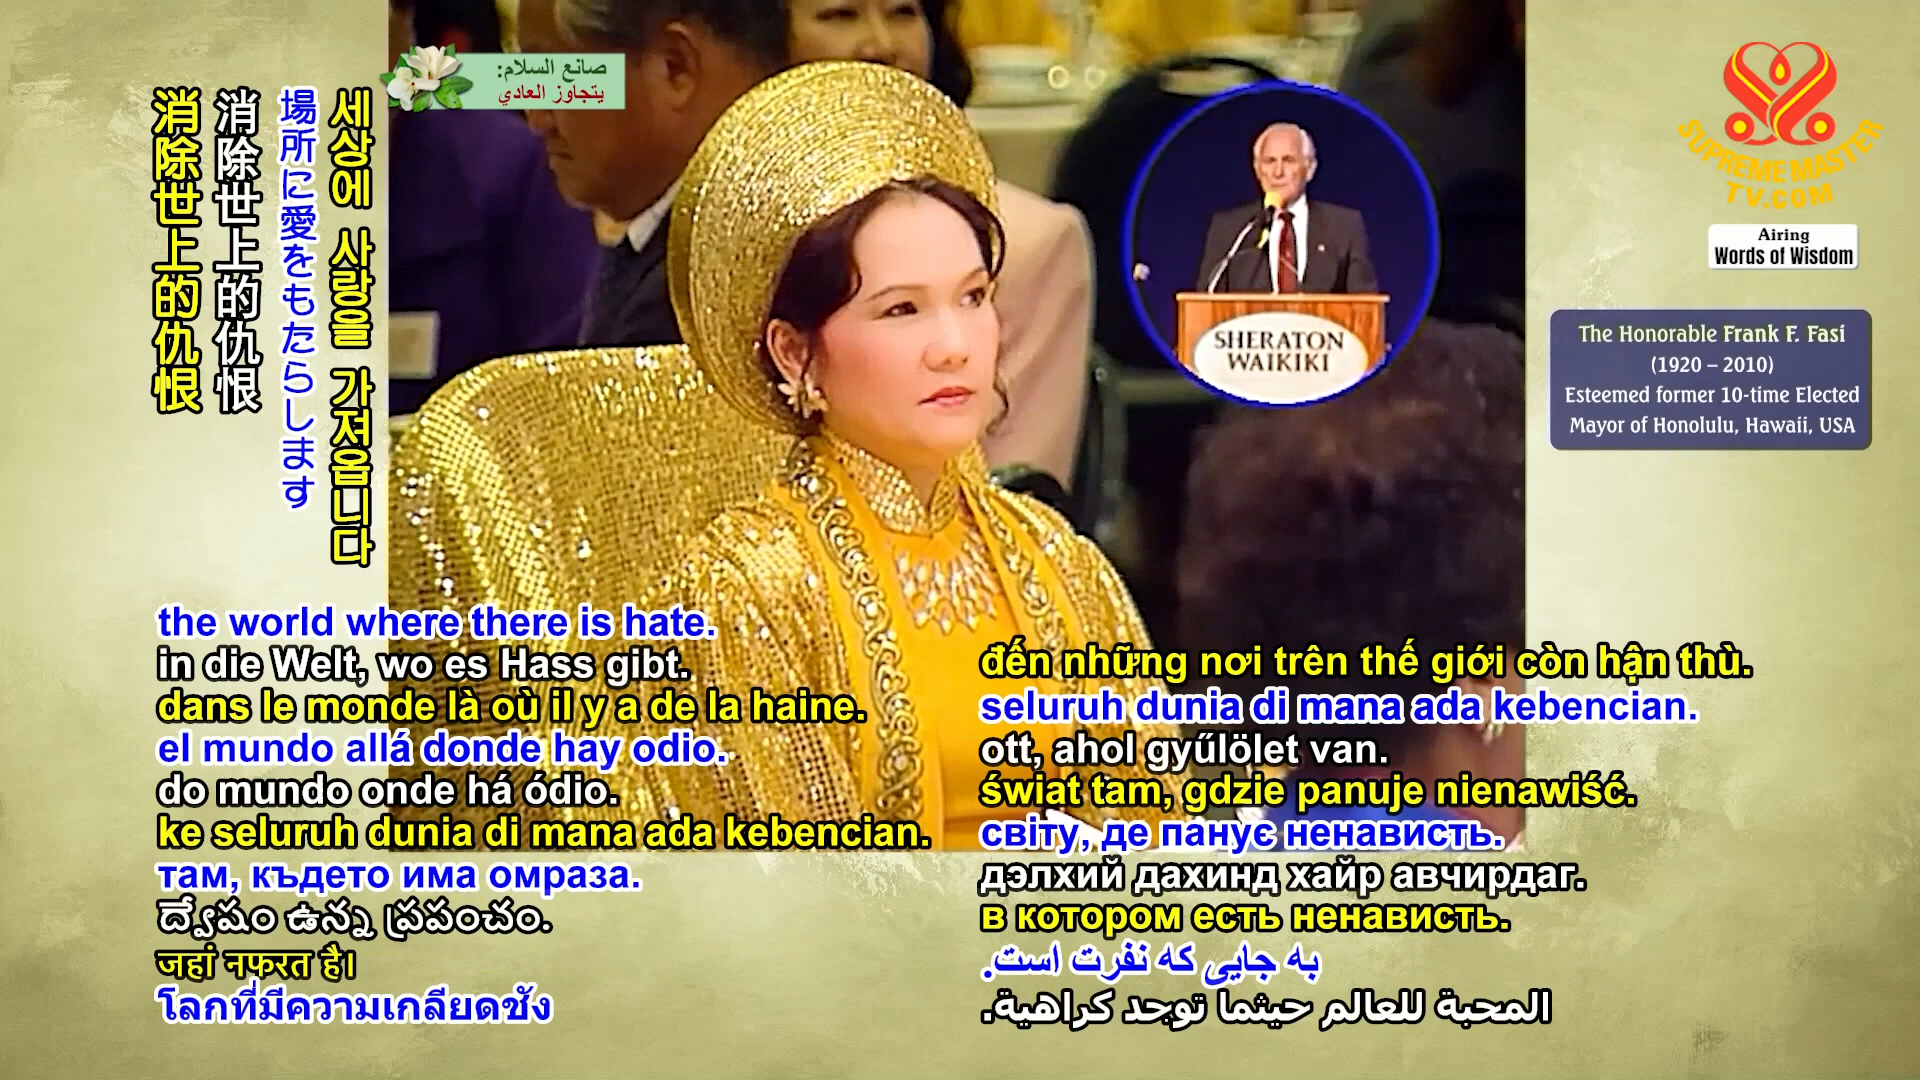 消除世上的仇恨
消除世上的仇恨
場所に愛をもたらします
세상에 사랑을 가져옵니다
صانع السلام:
يتجاوز العادي
SHERATON
WAIKIKI
SUPREME MASTER
TV.COM
Airing
Words of Wisdom
The Honorable Frank F. Fasi
(1920 – 2010)
Esteemed former 10-time Elected
Mayor of Honolulu, Hawaii, USA
the world where there is hate.
in die Welt, wo es Hass gibt.
dans le monde là où il y a de la haine.
el mundo allá donde hay odio.
do mundo onde há ódio.
ke seluruh dunia di mana ada kebencian.
там, където има омраза.
ద్వేషం ఉన్న ప్రపంచం.
जहां नफरत है।
โลกที่มีความเกลียดชัง
đến những nơi trên thế giới còn hận thù.
seluruh dunia di mana ada kebencian.
ott, ahol gyűlölet van.
świat tam, gdzie panuje nienawiść.
світу, де панує ненависть.
дэлхий дахинд хайр авчирдаг.
в котором есть ненависть.
به جایی که نفرت است.
المحبة للعالم حيثما توجد كراهية.